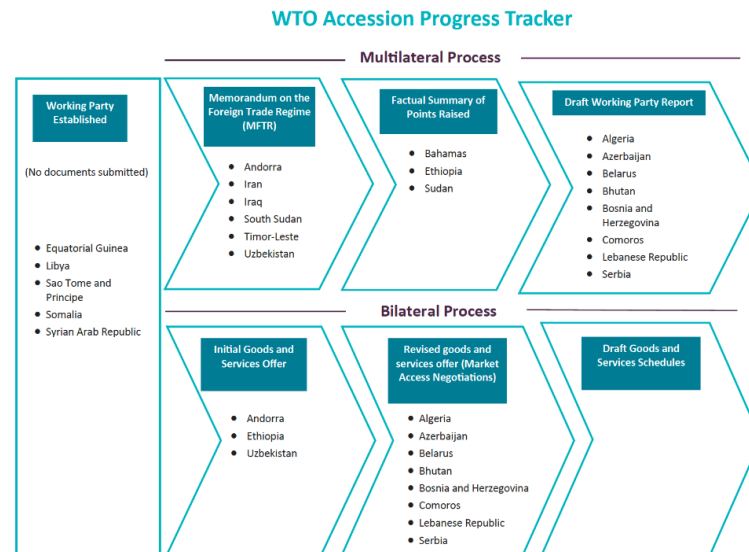 WTO Accession Progress Tracker
Multilateral Process
Working Party
Established
(No documents submitted)
• Equatorial Guinea
• Libya
• Sao Tome and
Principe
• Somalia
• Syrian Arab Republic
Memorandum on the
Foreign Trade Regime
(MFTR)
• Andorra
• Iran
• Iraq
• South Sudan
• Timor-Leste
• Uzbekistan
Factual Summary of
Points Raised
• Bahamas
• Ethiopia
• Sudan
Draft Working Party Report
• Algeria
• Azerbaijan
• Belarus
• Bhutan
• Bosnia and
Herzegovina
• Comoros
• Lebanese Republic
• Serbia
Bilateral Process
Initial Goods and
Services Offer
• Andorra
• Ethiopia
• Uzbekistan
Revised goods and
services offer (Market
Access Negotiations)
• Algeria
• Azerbaijan
• Belarus
• Bhutan
• Bosnia and Herzegovina
• Comoros
• Lebanese Republic
• Serbia
Draft Goods and
Services Schedules